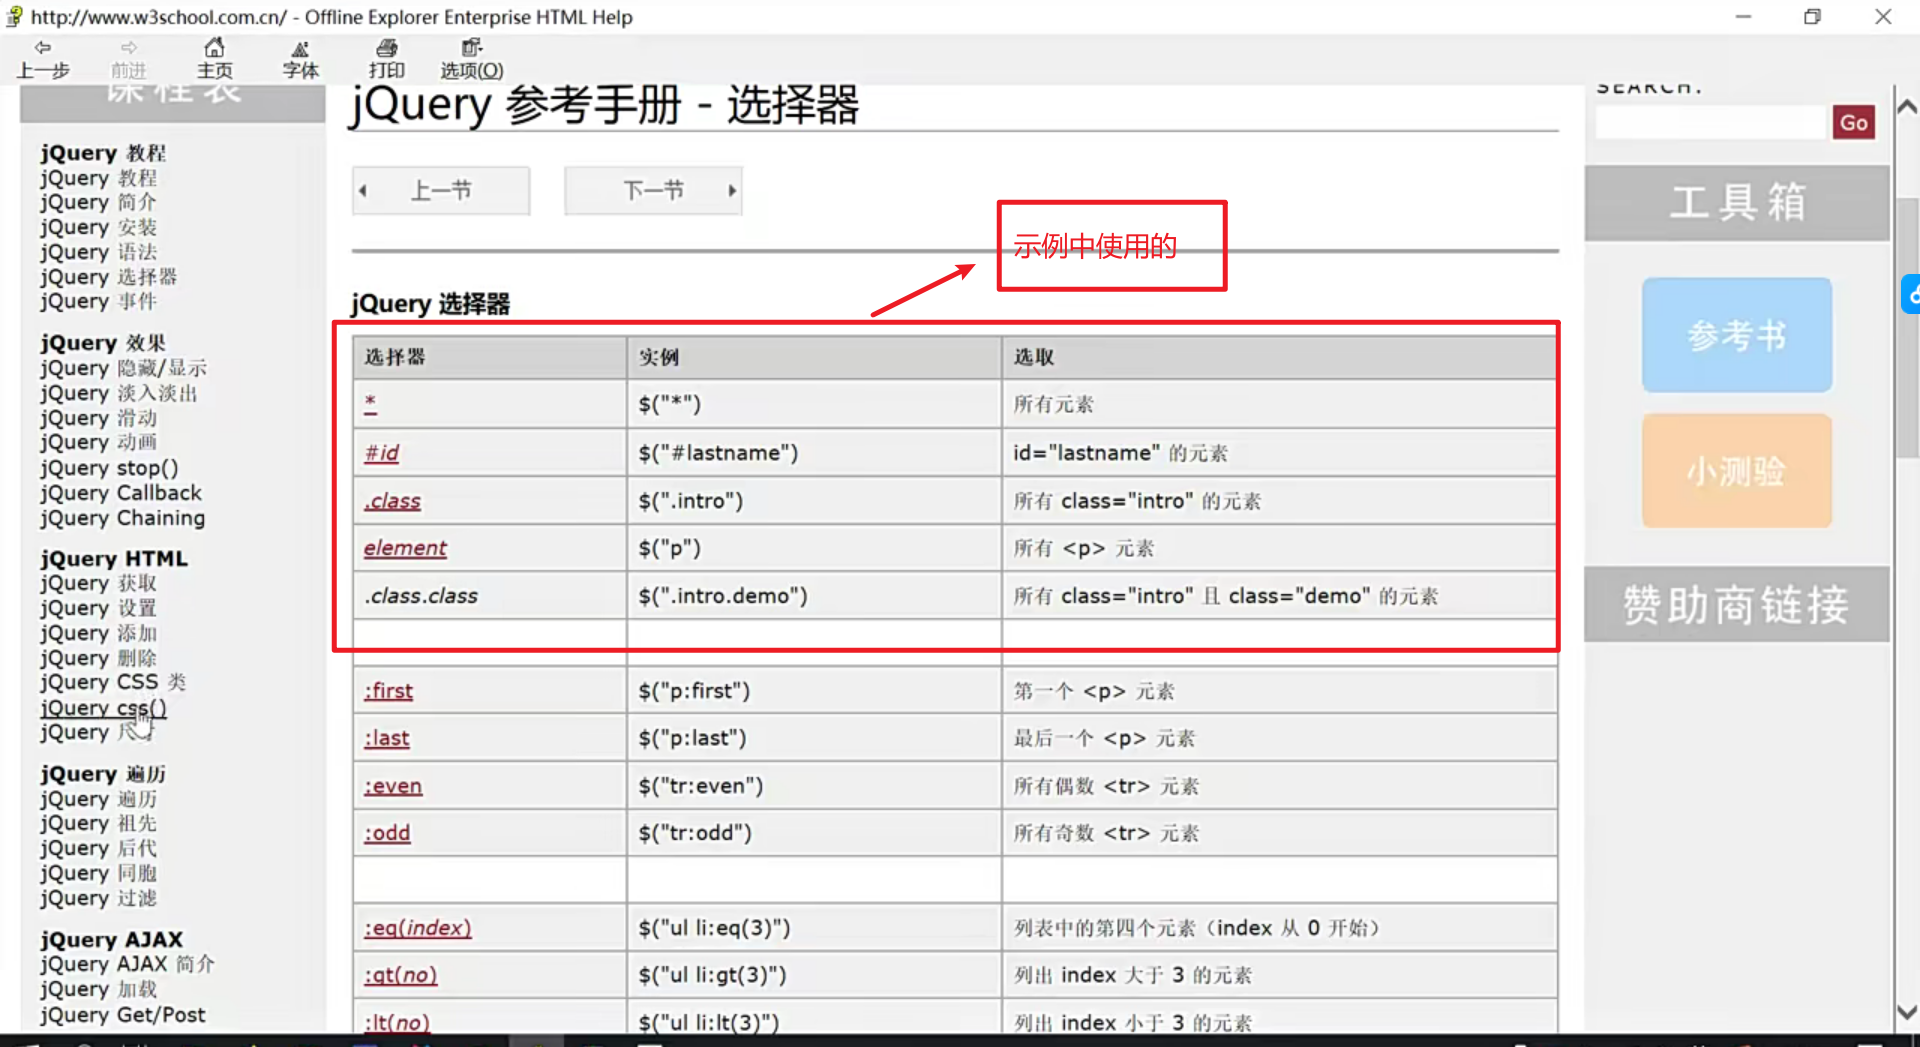 http://www.w3school.com.cn/ - Offline Explorer Enterprise HTML Help
上一步 前进 主页 字体 打印 选项(O)
课程表
jQuery 教程
jQuery 教程
jQuery 简介
jQuery 安装
jQuery 语法
jQuery 选择器
jQuery 事件
jQuery 效果
jQuery 隐藏/显示
jQuery 淡入淡出
jQuery 滑动
jQuery 动画
jQuery stop()
jQuery Callback
jQuery Chaining
jQuery HTML
jQuery 获取
jQuery 设置
jQuery 添加
jQuery 删除
jQuery CSS 类
jQuery css()
jQuery
jQuery 遍历
jQuery 遍历
jQuery 祖先
jQuery 后代
jQuery 同胞
jQuery 过滤
jQuery AJAX
jQuery AJAX 简介
jQuery 加载
jQuery Get/Post
jQuery 参考手册 - 选择器
上一节 下一节
示例中使用的
jQuery 选择器
选择器 实例 选取
* $("*") 所有元素
#id $("#lastname") id="lastname" 的元素
.class $(".intro") 所有 class="intro" 的元素
element $("p") 所有 <p> 元素
.class.class $(".intro.demo") 所有 class="intro" 且 class="demo" 的元素
:first $("p:first") 第一个 <p> 元素
:last $("p:last") 最后一个 <p> 元素
:even $("tr:even") 所有偶数 <tr> 元素
:odd $("tr:odd") 所有奇数 <tr> 元素
:eq(index) $("ul li:eq(3)") 列表中的第四个元素（index 从 0 开始）
:gt(no) $("ul li:gt(3)") 列出 index 大于 3 的元素
:lt(no) $("ul li:lt(3)") 列出 index 小于 3 的元素
SEARCH:
Go
工具箱
参考书
小测验
赞助商链接